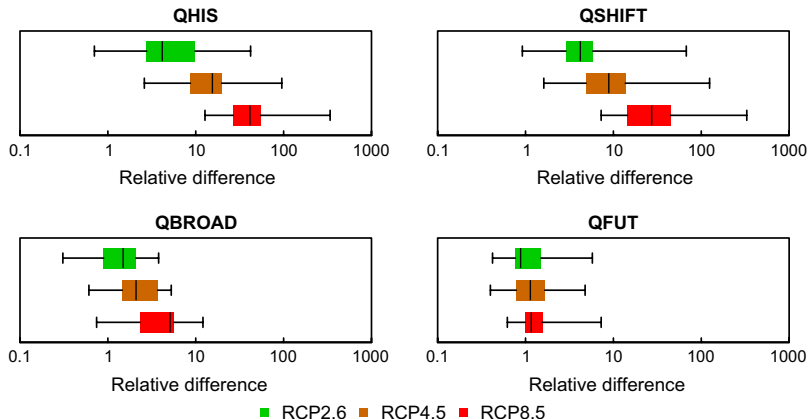 QHIS
0.1 1 10 100 1000
Relative difference
QSHIFT
0.1 1 10 100 1000
Relative difference
QBROAD
0.1 1 10 100 1000
Relative difference
QFUT
0.1 1 10 100 1000
Relative difference
RCP2.6 RCP4.5 RCP8.5